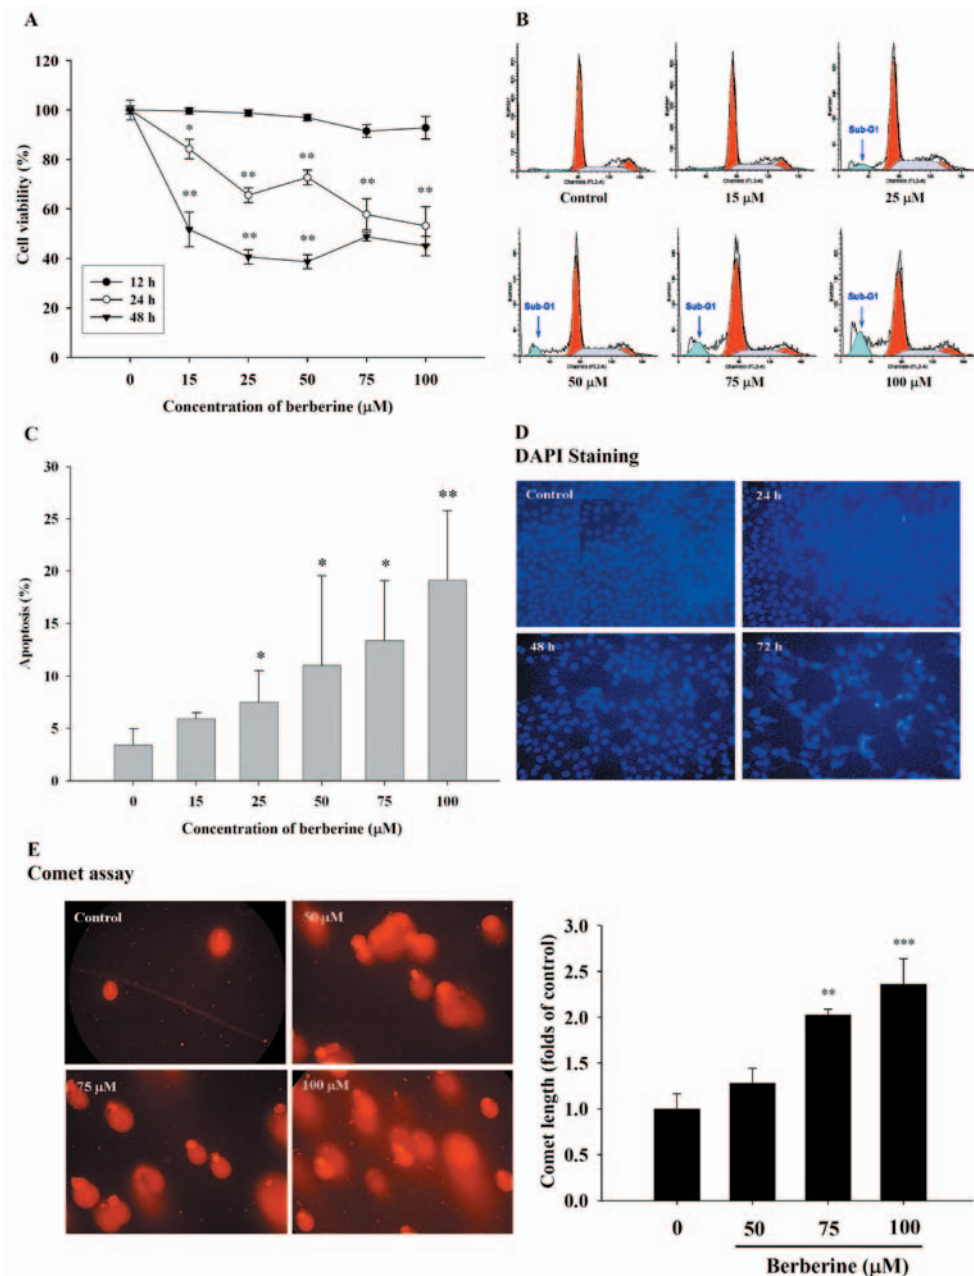 A
120
100
80
60
40
20
0
Cell viability (%)
*
**
**
**
**
**
**
**
12 h
24 h
48 h
0 15 25 50 75 100
Concentration of berberine (µM)
B
Control
15 µM
Sub-G1
25 µM
Sub-G1
50 µM
Sub-G1
75 µM
Sub-G1
100 µM
Number
Channels (FL2-A)
C
30
25
20
15
10
5
0
Apoptosis (%)
*
*
*
**
0 15 25 50 75 100
Concentration of berberine (µM)
D
DAPI Staining
Control
24 h
48 h
72 h
E
Comet assay
Control
50 µM
75 µM
100 µM
3.0
2.5
2.0
1.5
1.0
0.5
0.0
Comet length (folds of control)
**
***
0 50 75 100
Berberine (µM)